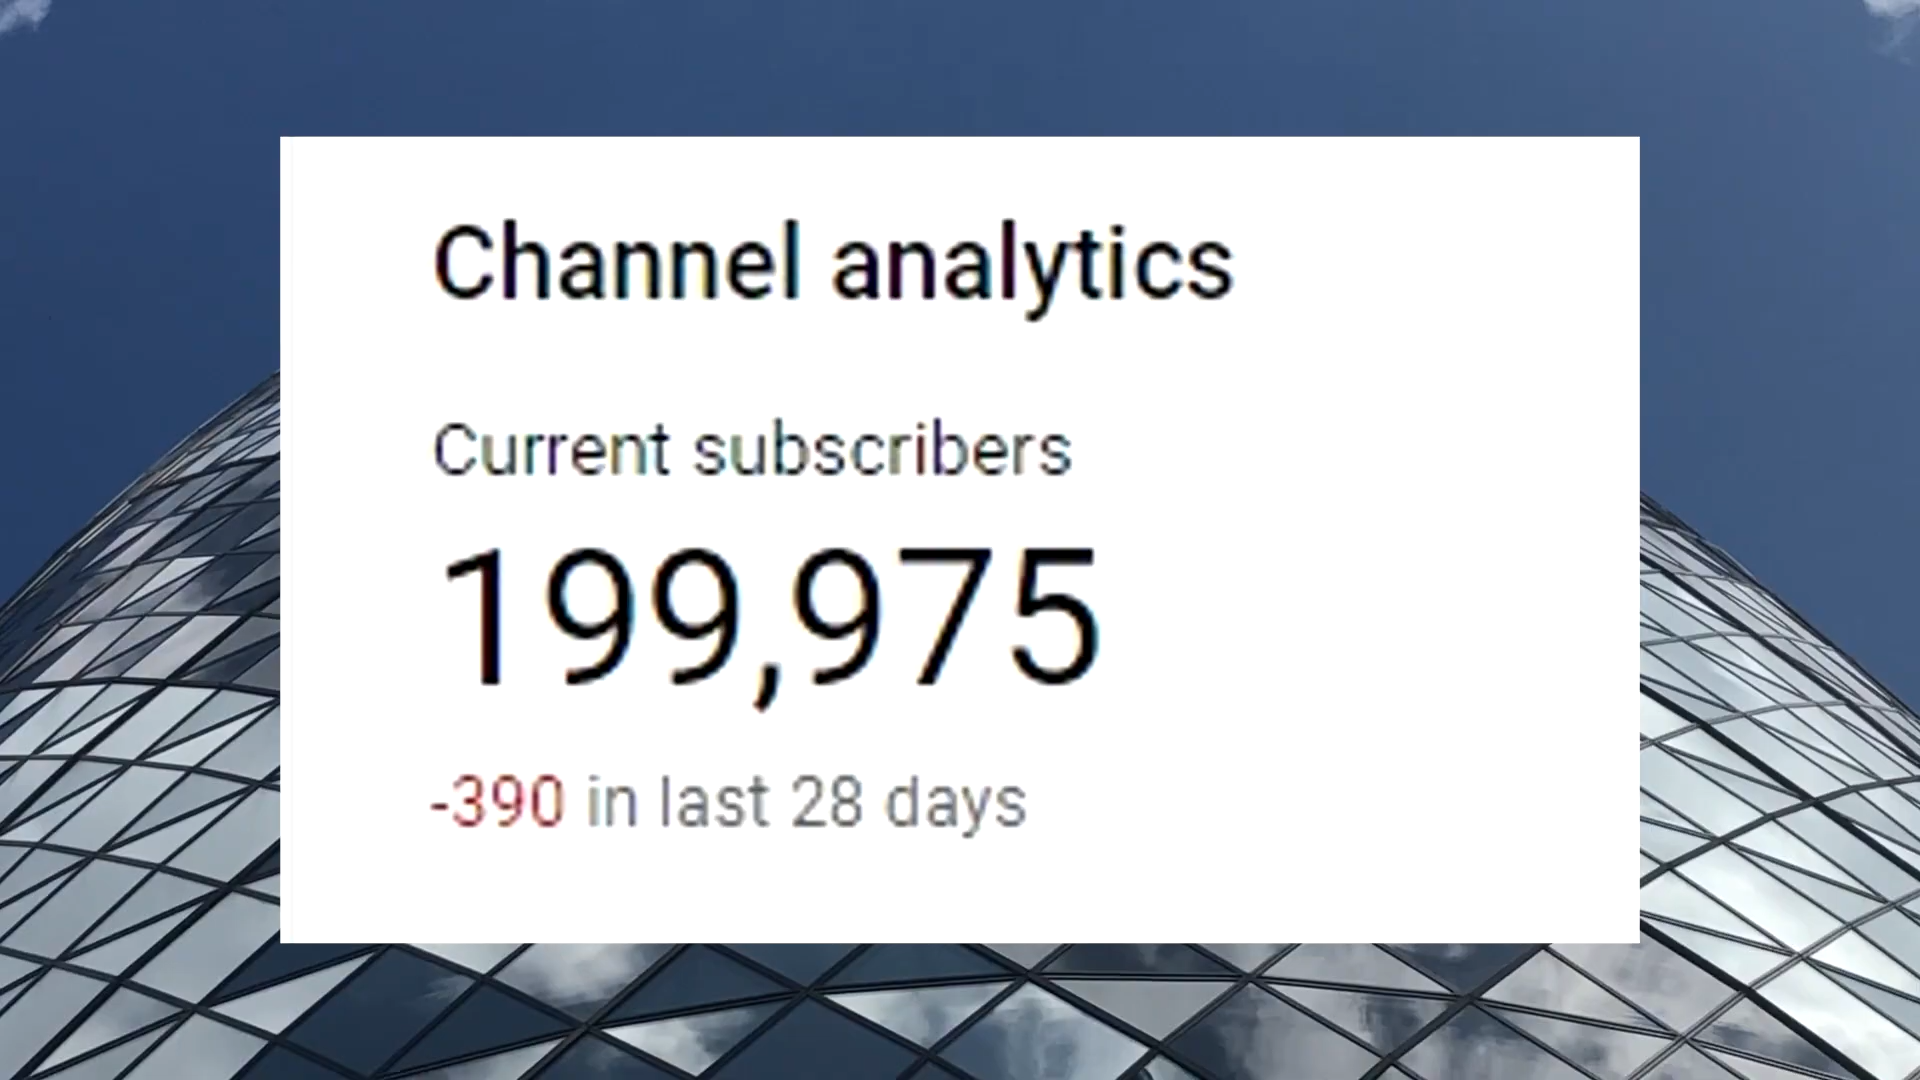 Channel analytics
Current subscribers
199,975
-390 in last 28 days